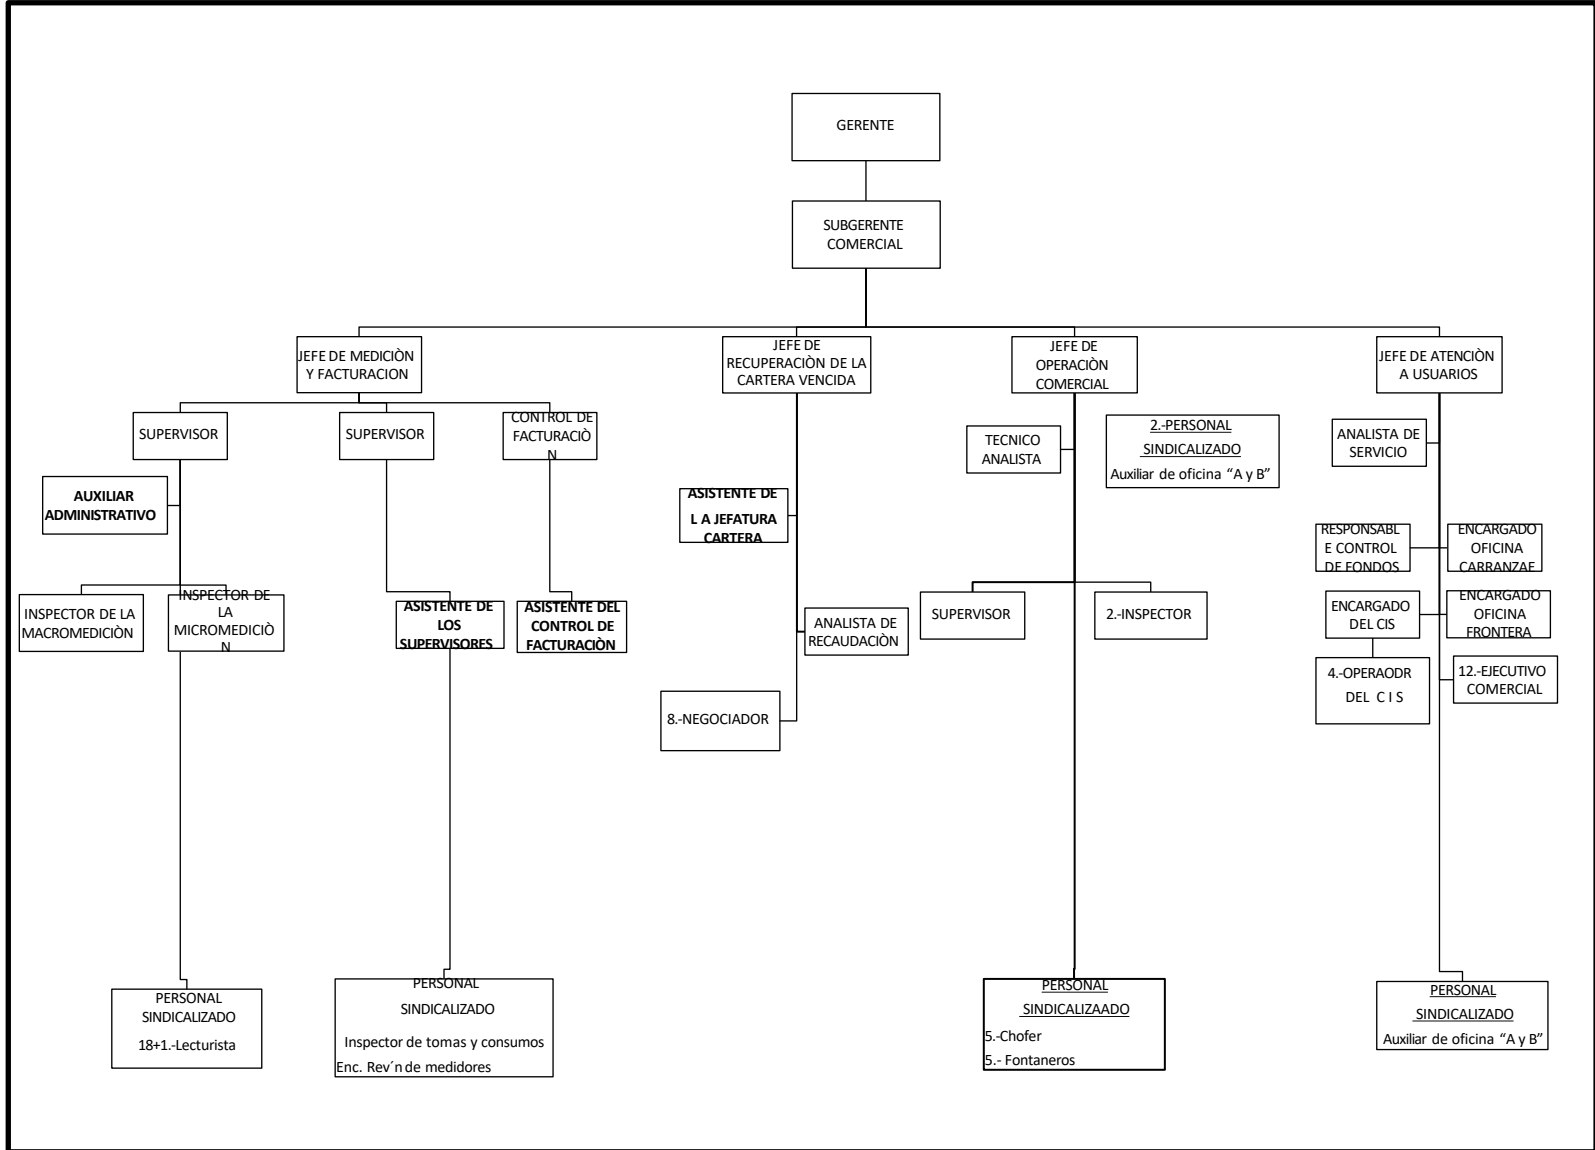 GERENTE
SUBGERENTE
COMERCIAL
JEFE DE MEDICIÒN
Y FACTURACION
JEFE DE
RECUPERACIÒN DE LA
CARTERA VENCIDA
JEFE DE
OPERACIÒN
COMERCIAL
JEFE DE ATENCIÒN
A USUARIOS
SUPERVISOR
SUPERVISOR
CONTROL DE
FACTURACIÒ
N
TECNICO
ANALISTA
2.-PERSONAL
SINDICALIZADO
Auxiliar de oficina “A y B”
ANALISTA DE
SERVICIO
AUXILIAR
ADMINISTRATIVO
ASISTENTE DE
L A JEFATURA
CARTERA
RESPONSABL
E CONTROL
DE FONDOS
ENCARGADO
OFICINA
CARRANZAE
INSPECTOR DE LA
MACROMEDICIÒN
INSPECTOR DE
LA
MICROMEDICIÒ
N
ASISTENTE DE
LOS
SUPERVISORES
ASISTENTE DEL
CONTROL DE
FACTURACIÒN
ANALISTA DE
RECAUDACIÒN
SUPERVISOR
2.-INSPECTOR
ENCARGADO
DEL CIS
ENCARGADO
OFICINA
FRONTERA
8.-NEGOCIADOR
4.-OPERAODR
DEL C I S
12.-EJECUTIVO
COMERCIAL
PERSONAL
SINDICALIZADO
18+1.-Lecturista
PERSONAL
SINDICALIZADO
Inspector de tomas y consumos
Enc. Rev´n de medidores
PERSONAL
SINDICALIZAADO
5.-Chofer
5.- Fontaneros
PERSONAL
SINDICALIZADO
Auxiliar de oficina “A y B”